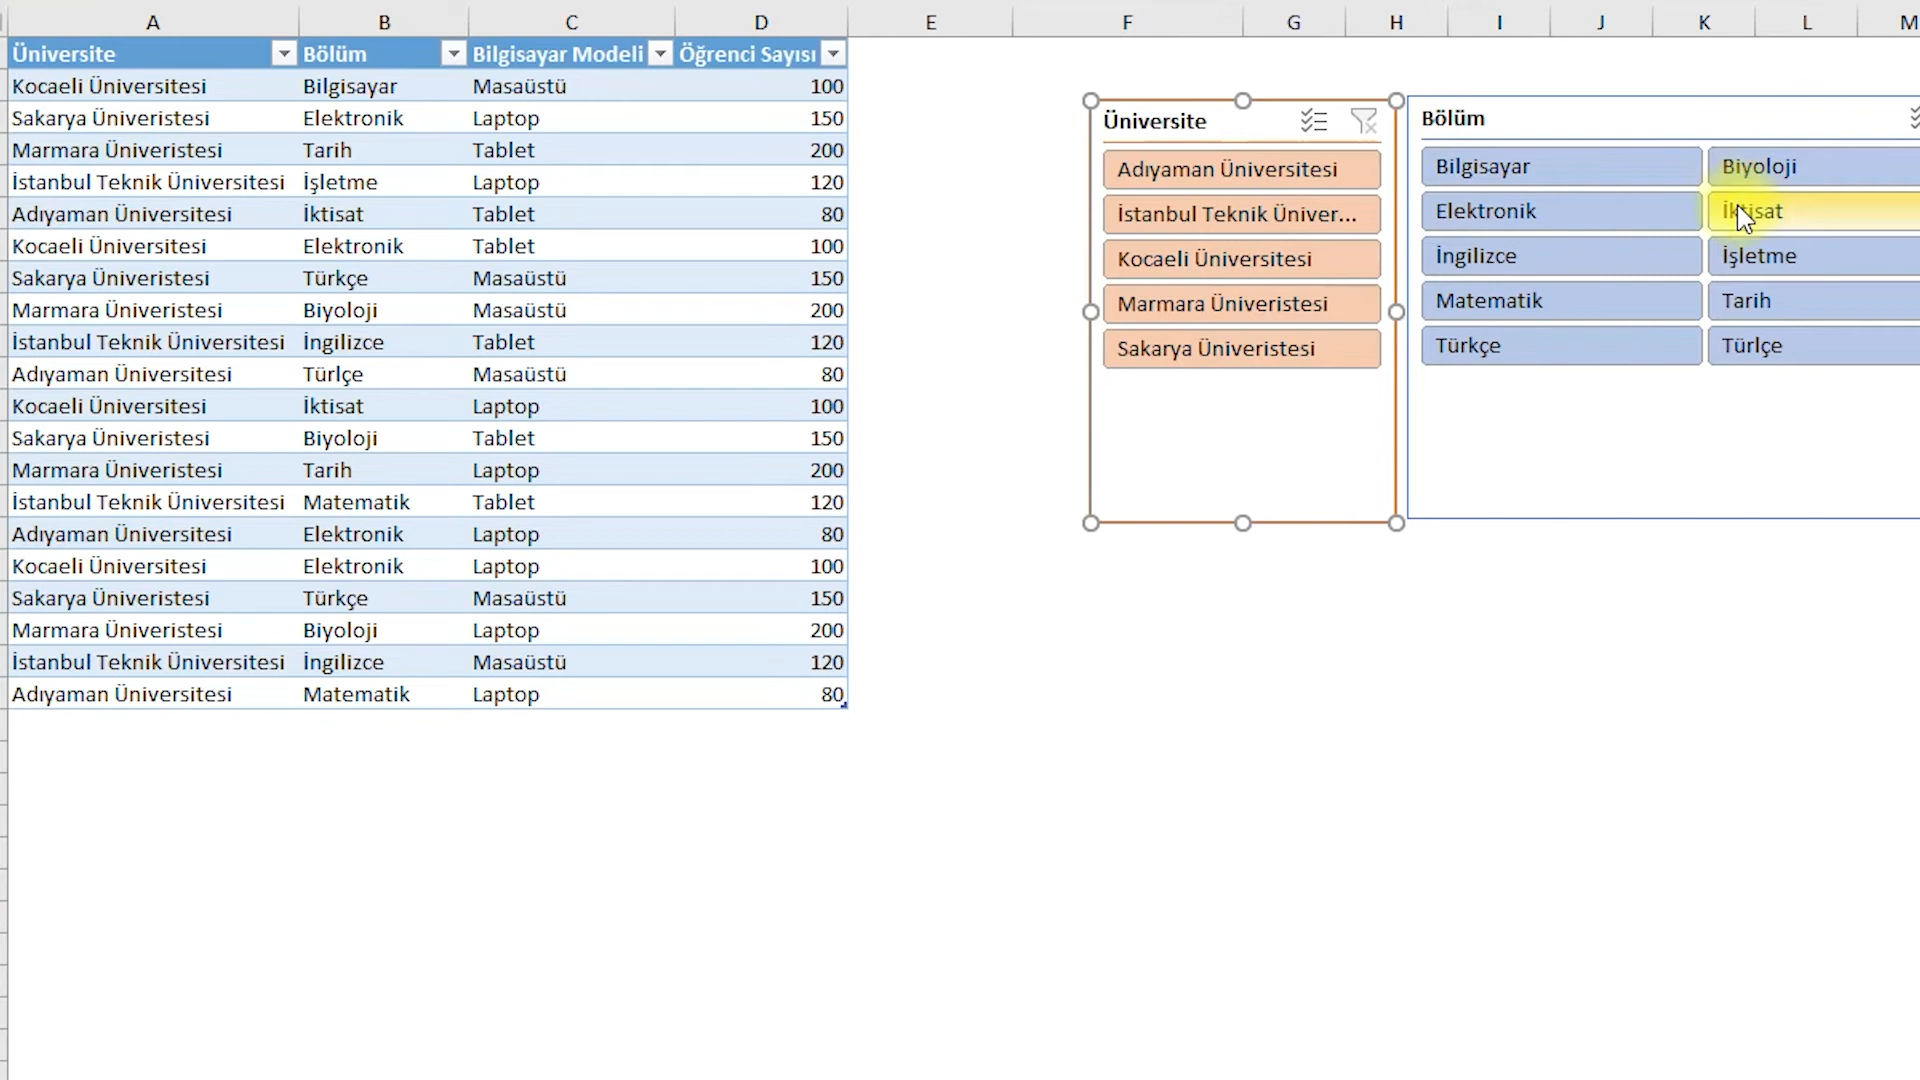 A B C D E F G H I J K L M
Üniversite Bölüm Bilgisayar Modeli Öğrenci Sayısı
Kocaeli Üniversitesi Bilgisayar Masaüstü 100
Sakarya Üniveristesi Elektronik Laptop 150
Marmara Üniveristesi Tarih Tablet 200
İstanbul Teknik Üniversitesi İşletme Laptop 120
Adıyaman Üniversitesi İktisat Tablet 80
Kocaeli Üniversitesi Elektronik Tablet 100
Sakarya Üniveristesi Türkçe Masaüstü 150
Marmara Üniveristesi Biyoloji Masaüstü 200
İstanbul Teknik Üniversitesi İngilizce Tablet 120
Adıyaman Üniversitesi Türlçe Masaüstü 80
Kocaeli Üniversitesi İktisat Laptop 100
Sakarya Üniveristesi Biyoloji Tablet 150
Marmara Üniveristesi Tarih Laptop 200
İstanbul Teknik Üniversitesi Matematik Tablet 120
Adıyaman Üniversitesi Elektronik Laptop 80
Kocaeli Üniversitesi Elektronik Laptop 100
Sakarya Üniveristesi Türkçe Masaüstü 150
Marmara Üniveristesi Biyoloji Laptop 200
İstanbul Teknik Üniversitesi İngilizce Masaüstü 120
Adıyaman Üniversitesi Matematik Laptop 80
Üniversite
Adıyaman Üniversitesi
İstanbul Teknik Üniver...
Kocaeli Üniversitesi
Marmara Üniveristesi
Sakarya Üniveristesi
Bölüm
Bilgisayar Biyoloji
Elektronik İktisat
İngilizce İşletme
Matematik Tarih
Türkçe Türlçe